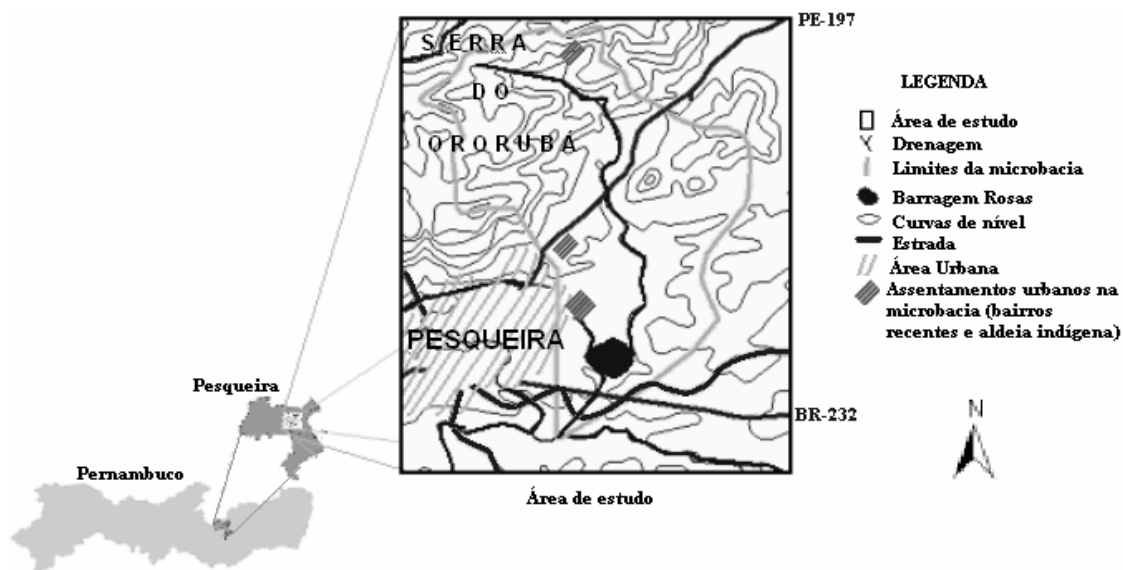 PE-197
SERRA
DO
ORORUBÁ
PESQUEIRA
BR-232
Área de estudo
Pesqueira
Pernambuco
LEGENDA
Área de estudo
Drenagem
Limites da microbacia
Barragem Rosas
Curvas de nível
Estrada
Área Urbana
Assentamentos urbanos na
microbacia (bairros
recentes e aldeia indígena)
N